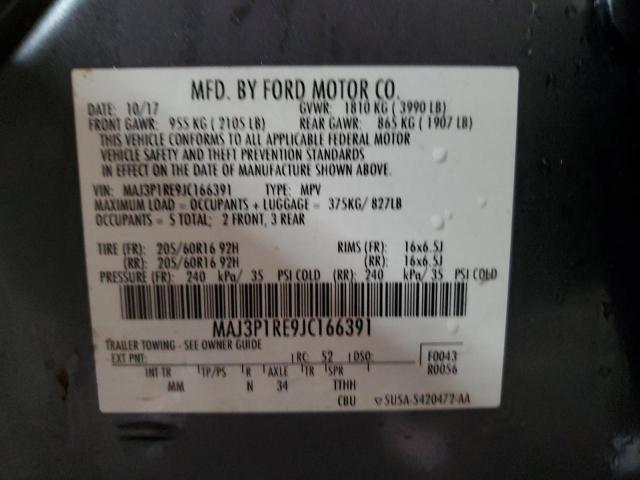 MFD. BY FORD MOTOR CO.
DATE: 10/17 GVWR: 1810 KG ( 3990 LB)
FRONT GAWR: 955 KG ( 2105 LB) REAR GAWR: 865 KG ( 1907 LB)
THIS VEHICLE CONFORMS TO ALL APPLICABLE FEDERAL MOTOR
VEHICLE SAFETY AND THEFT PREVENTION STANDARDS
IN EFFECT ON THE DATE OF MANUFACTURE SHOWN ABOVE.
VIN: MAJ3P1RE9JC166391 TYPE: MPV
MAXIMUM LOAD = OCCUPANTS + LUGGAGE = 375KG/ 827LB
OCCUPANTS = 5 TOTAL; 2 FRONT, 3 REAR
TIRE (FR): 205/60R16 92H RIMS (FR): 16x6.5J
(RR): 205/60R16 92H (RR): 16x6.5J
PRESSURE (FR): 240 kPa/ 35 PSI COLD (RR): 240 kPa/ 35 PSI COLD
MAJ3P1RE9JC166391
TRAILER TOWING - SEE OWNER GUIDE
EXT PNT: RC: 52 DSO: F0043
R0056
INT TR TP/PS R AXLE TR SPR
MM N 34 TTHH
CBU ▽SU5A-5420472-AA